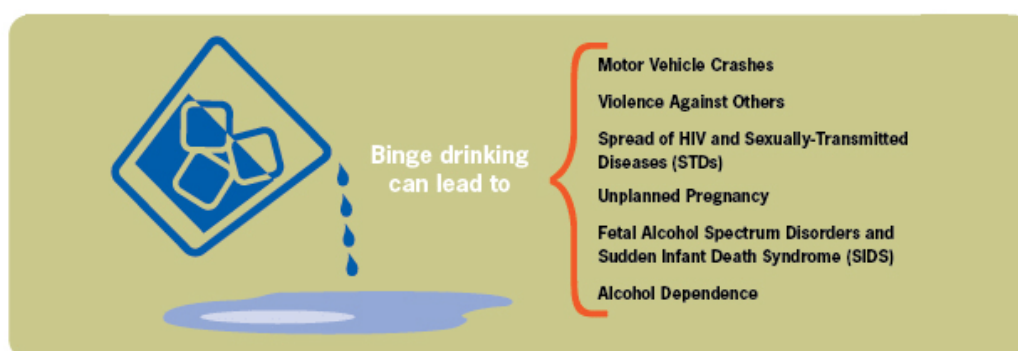 Binge drinking
can lead to
Motor Vehicle Crashes
Violence Against Others
Spread of HIV and Sexually-Transmitted
Diseases (STDs)
Unplanned Pregnancy
Fetal Alcohol Spectrum Disorders and
Sudden Infant Death Syndrome (SIDS)
Alcohol Dependence